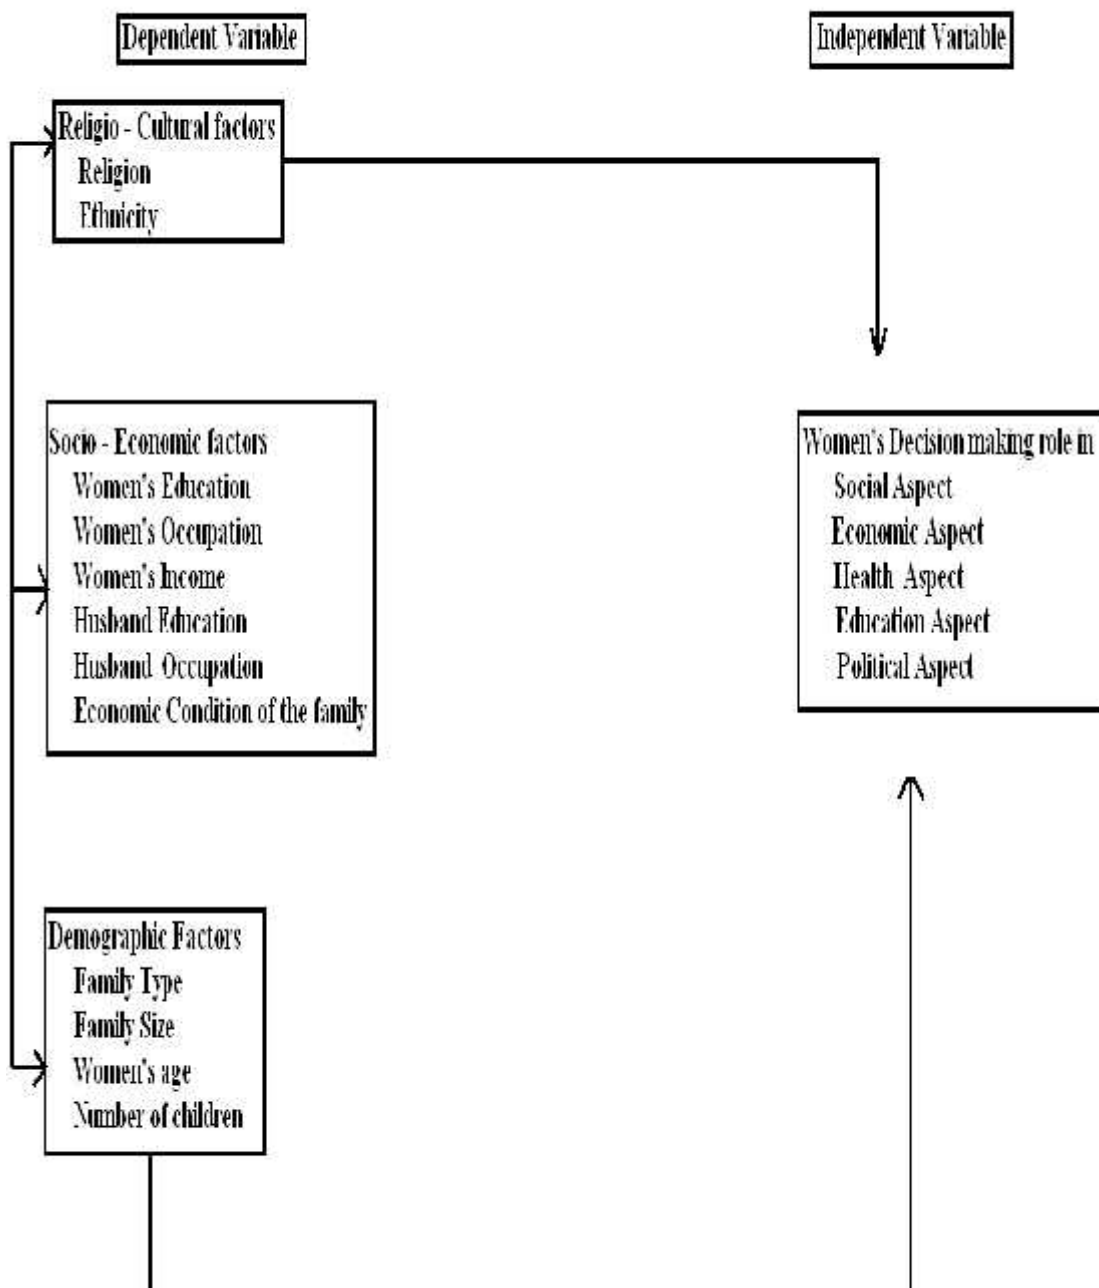 Dependent Variable
Independent Variable
Religio - Cultural factors
Religion
Ethnicity
Socio - Economic factors
Women's Education
Women's Occupation
Women's Income
Husband Education
Husband Occupation
Economic Condition of the family
Women's Decision making role in
Social Aspect
Economic Aspect
Health Aspect
Education Aspect
Political Aspect
Demographic Factors
Family Type
Family Size
Women's age
Number of children